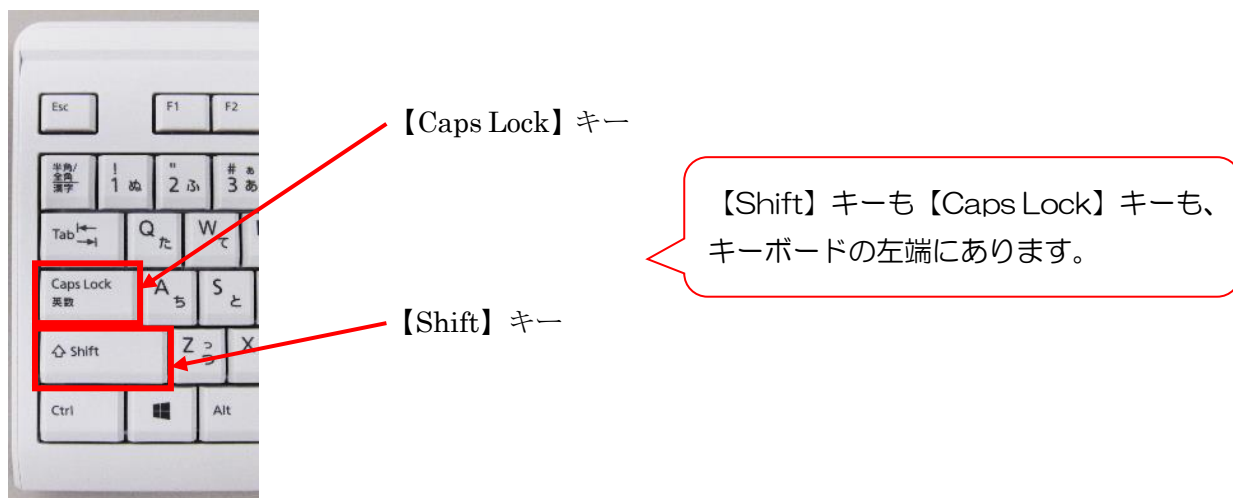 Esc F1 F2
半角/ 全角 漢字 ! 1 ぬ " 2 ふ # ぁ 3 あ
Tab Q た W て
Caps Lock 英数 A ち S と
Shift Z っ つ X
Ctrl Alt
【Caps Lock】キー
【Shift】キー
【Shift】キーも【Caps Lock】キーも、
キーボードの左端にあります。